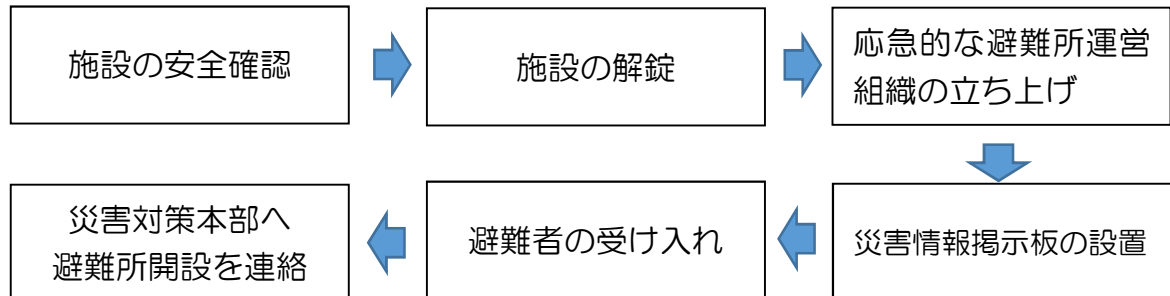 施設の安全確認
施設の解錠
応急的な避難所運営
組織の立ち上げ
災害情報掲示板の設置
避難者の受け入れ
災害対策本部へ
避難所開設を連絡